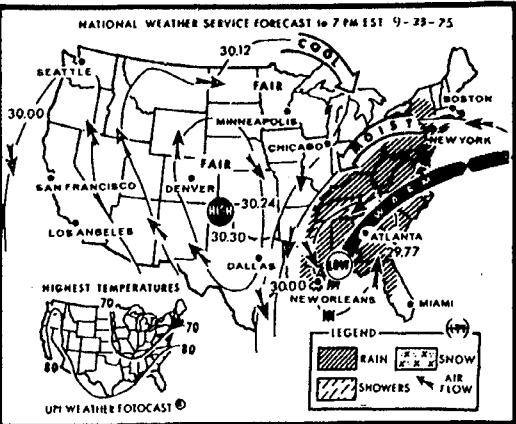 NATIONAL WEATHER SERVICE FORECAST to 7 PM EST 9-23-75
30.12
COOL
SEATTLE
FAIR
30.00
BOSTON
MINNEAPOLIS
MOIST
CHICAGO
NEW YORK
FAIR
SAN FRANCISCO
DENVER
WARM
HIGH
30.24
LOS ANGELES
30.30
ATLANTA
29.77
DALLAS
LOW
30.00
HIGHEST TEMPERATURES
NEW ORLEANS
70
MIAMI
70
LEGEND
80
80
RAIN
SNOW
SHOWERS
AIR
FLOW
UPI WEATHER FOTOCAST ©